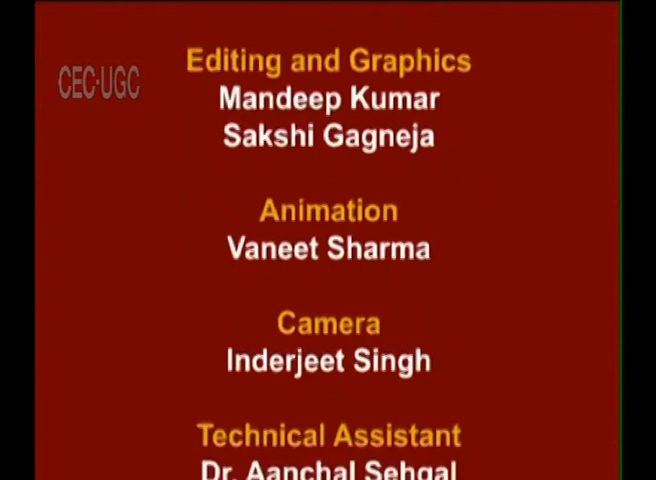 Editing and Graphics
CEC-UGC
Mandeep Kumar
Sakshi Gagneja
Animation
Vaneet Sharma
Camera
Inderjeet Singh
Technical Assistant
Dr. Aanchal Sehgal